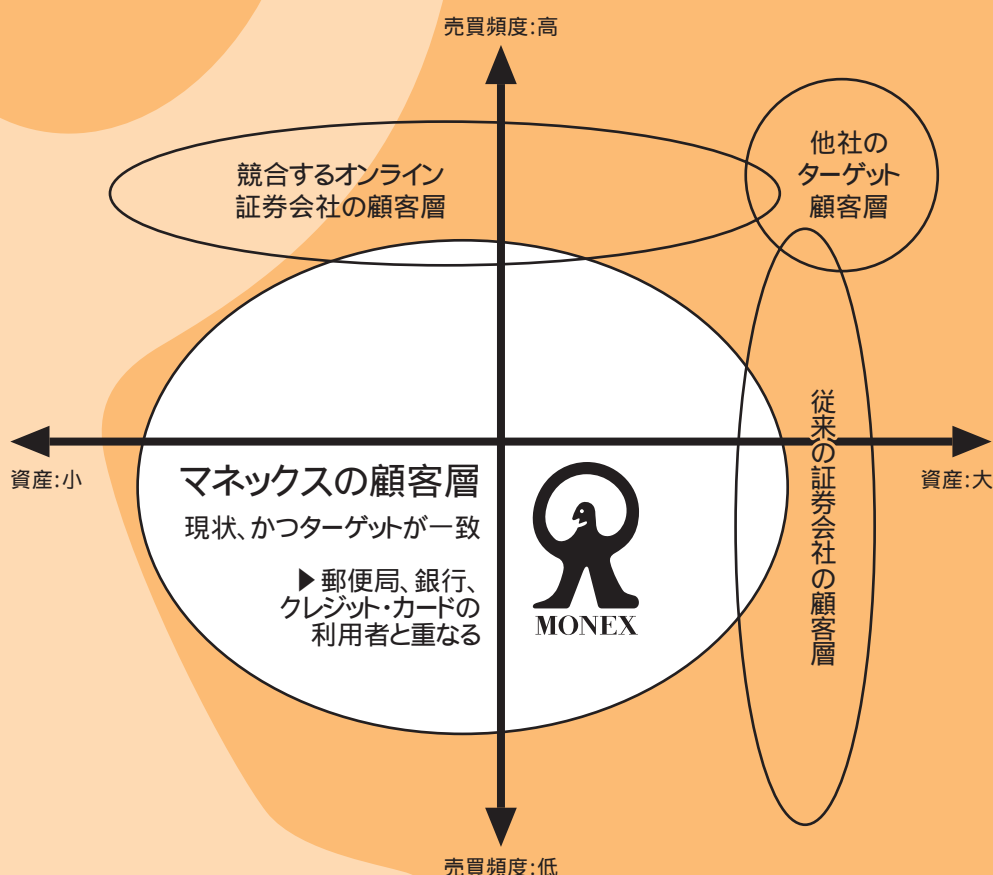 売買頻度:高
競合するオンライン
証券会社の顧客層
他社の
ターゲット
顧客層
従来の証券会社の顧客層
資産:小
資産:大
マネックスの顧客層
現状、かつターゲットが一致
▶郵便局、銀行、
クレジット・カードの
利用者と重なる
MONEX
売買頻度:低